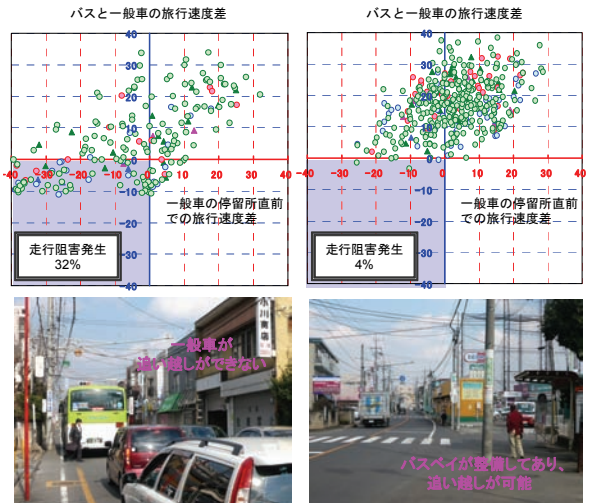 バスと一般車の旅行速度差
40
30
20
10
0
-40 -30 -20 -10 0 10 20 30 40
-10
-20
-30
-40
一般車の停留所直前
での旅行速度差
走行阻害発生
32%
バスと一般車の旅行速度差
40
30
20
10
0
-40 -30 -20 -10 0 10 20 30 40
-10
-20
-30
-40
一般車の停留所直前
での旅行速度差
走行阻害発生
4%
一般車が
追い越しができない
小川商店
バスベイが整備してあり、
追い越しが可能